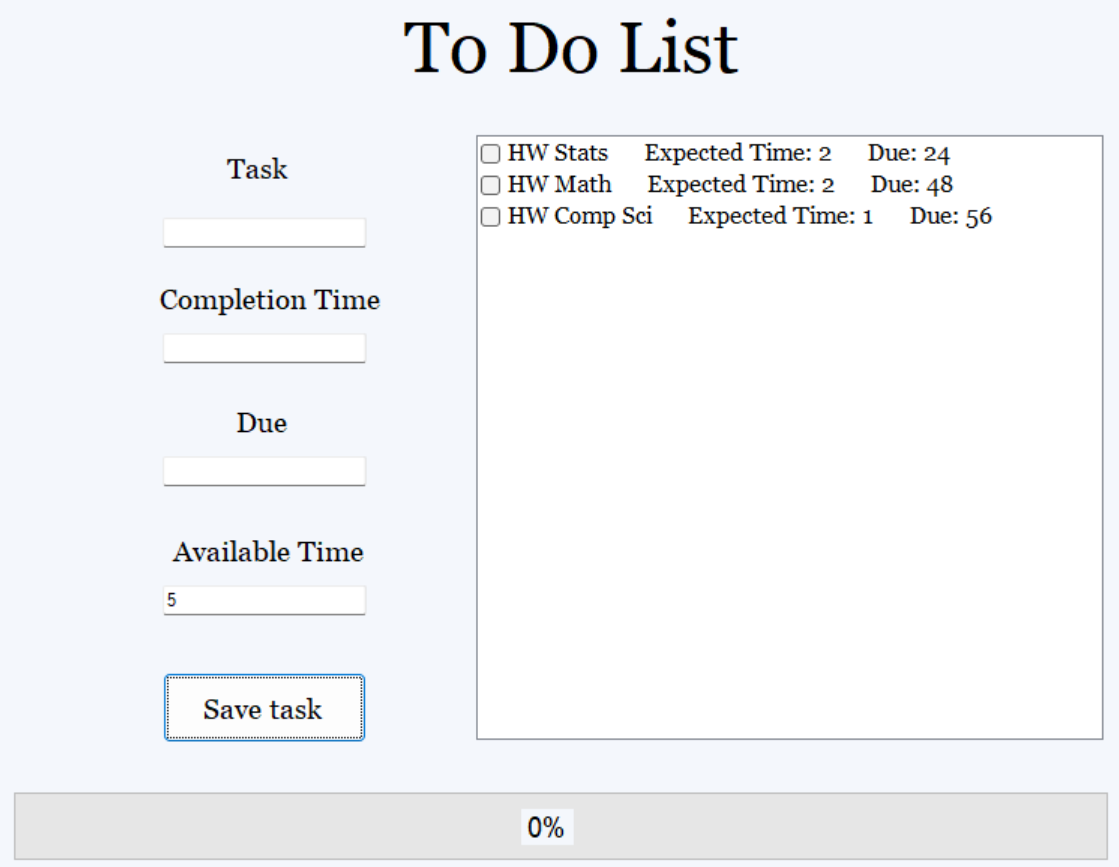 To Do List
Task
Completion Time
Due
Available Time
5
Save task
HW Stats Expected Time: 2 Due: 24
HW Math Expected Time: 2 Due: 48
HW Comp Sci Expected Time: 1 Due: 56
0%